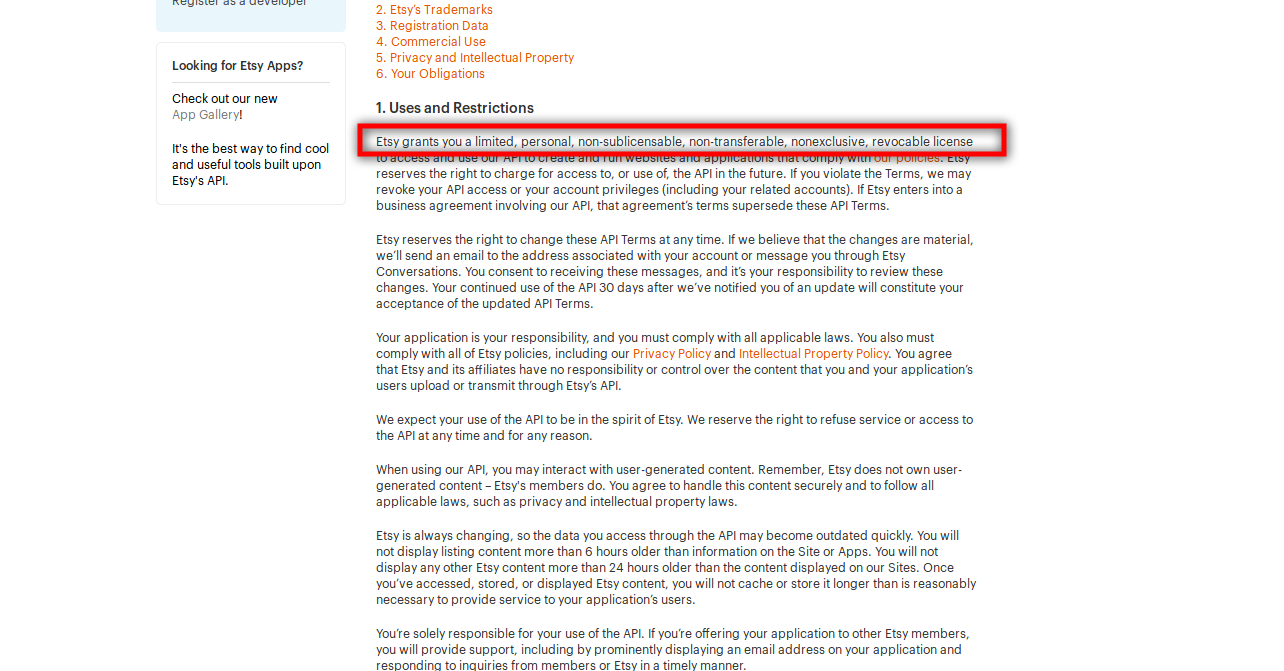 Register as a developer
Looking for Etsy Apps?
Check out our new
App Gallery!
It's the best way to find cool
and useful tools built upon
Etsy's API.
2. Etsy's Trademarks
3. Registration Data
4. Commercial Use
5. Privacy and Intellectual Property
6. Your Obligations
1. Uses and Restrictions
Etsy grants you a limited, personal, non-sublicensable, non-transferable, nonexclusive, revocable license
to access and use our API to create and run websites and applications that comply with our policies. Etsy
reserves the right to charge for access to, or use of, the API in the future. If you violate the Terms, we may
revoke your API access or your account privileges (including your related accounts). If Etsy enters into a
business agreement involving our API, that agreement's terms supersede these API Terms.
Etsy reserves the right to change these API Terms at any time. If we believe that the changes are material,
we'll send an email to the address associated with your account or message you through Etsy
Conversations. You consent to receiving these messages, and it's your responsibility to review these
changes. Your continued use of the API 30 days after we've notified you of an update will constitute your
acceptance of the updated API Terms.
Your application is your responsibility, and you must comply with all applicable laws. You also must
comply with all of Etsy policies, including our Privacy Policy and Intellectual Property Policy. You agree
that Etsy and its affiliates have no responsibility or control over the content that you and your application's
users upload or transmit through Etsy's API.
We expect your use of the API to be in the spirit of Etsy. We reserve the right to refuse service or access to
the API at any time and for any reason.
When using our API, you may interact with user-generated content. Remember, Etsy does not own user-
generated content – Etsy's members do. You agree to handle this content securely and to follow all
applicable laws, such as privacy and intellectual property laws.
Etsy is always changing, so the data you access through the API may become outdated quickly. You will
not display listing content more than 6 hours older than information on the Site or Apps. You will not
display any other Etsy content more than 24 hours older than the content displayed on our Sites. Once
you've accessed, stored, or displayed Etsy content, you will not cache or store it longer than is reasonably
necessary to provide service to your application's users.
You're solely responsible for your use of the API. If you're offering your application to other Etsy members,
you will provide support, including by prominently displaying an email address on your application and
responding to inquiries from members or Etsy in a timely manner.